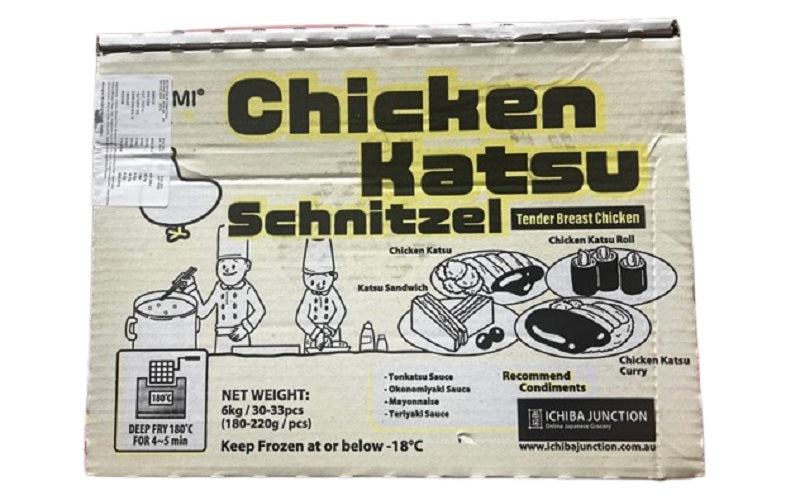 MI®
Chicken
Katsu
Schnitzel
Tender Breast Chicken
Chicken Katsu
Chicken Katsu Roll
Katsu Sandwich
Chicken Katsu
Curry
180℃
DEEP FRY 180℃
FOR 4~5 min
NET WEIGHT:
6kg / 30-33pcs
(180-220g / pcs)
Keep Frozen at or below -18°C
· Tonkatsu Sauce
· Okonomiyaki Sauce
· Mayonnaise
· Teriyaki Sauce
Recommend
Condiments
ICHIBA JUNCTION
Online Japanese Grocery
www.ichibajunction.com.au